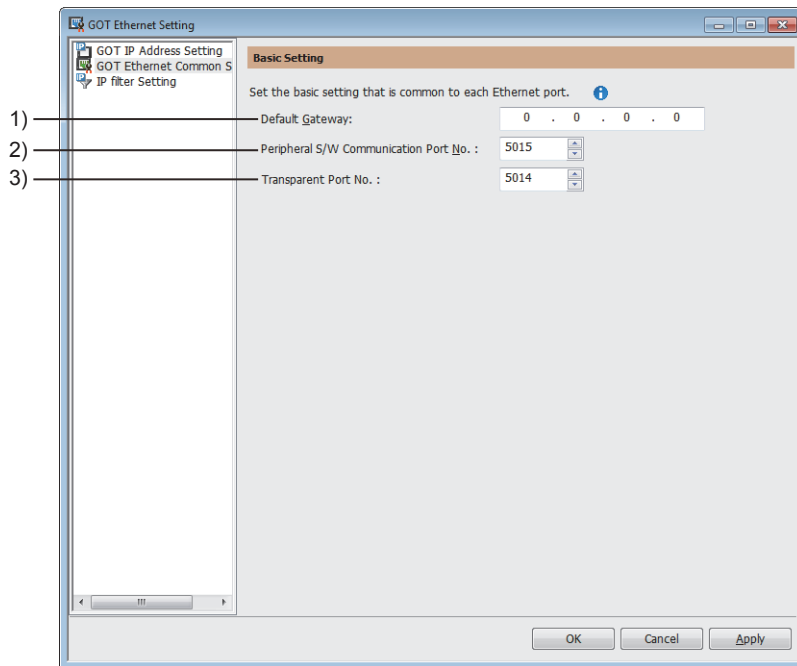 GOT Ethernet Setting
GOT IP Address Setting
GOT Ethernet Common S
IP filter Setting
Basic Setting
Set the basic setting that is common to each Ethernet port.
1)
Default Gateway:
0 . 0 . 0 . 0
2)
Peripheral S/W Communication Port No. :
5015
3)
Transparent Port No. :
5014
OK
Cancel
Apply